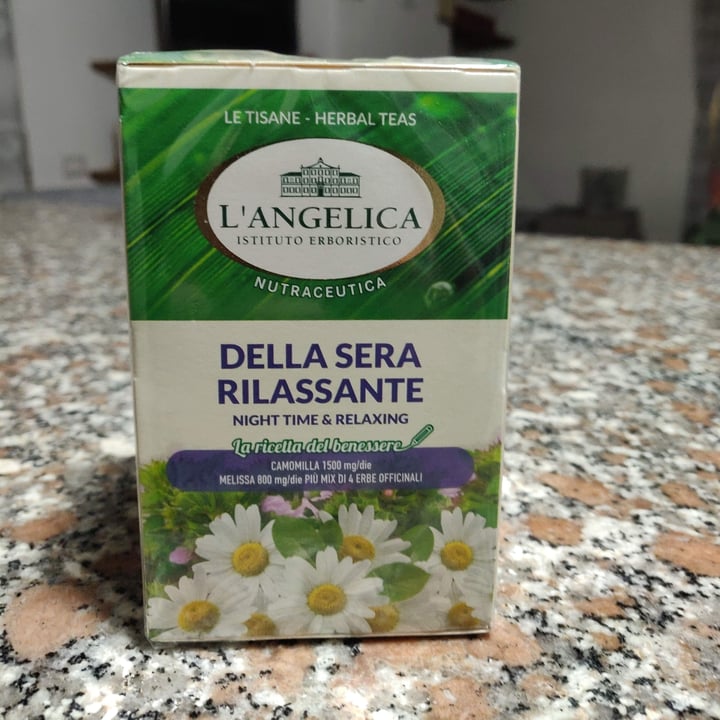 LE TISANE - HERBAL TEAS
L'ANGELICA
ISTITUTO ERBORISTICO
NUTRACEUTICA
DELLA SERA
RILASSANTE
NIGHT TIME & RELAXING
La ricetta del benessere
CAMOMILLA 1500 mg/die
MELISSA 800 mg/die PIÙ MIX DI 4 ERBE OFFICINALI